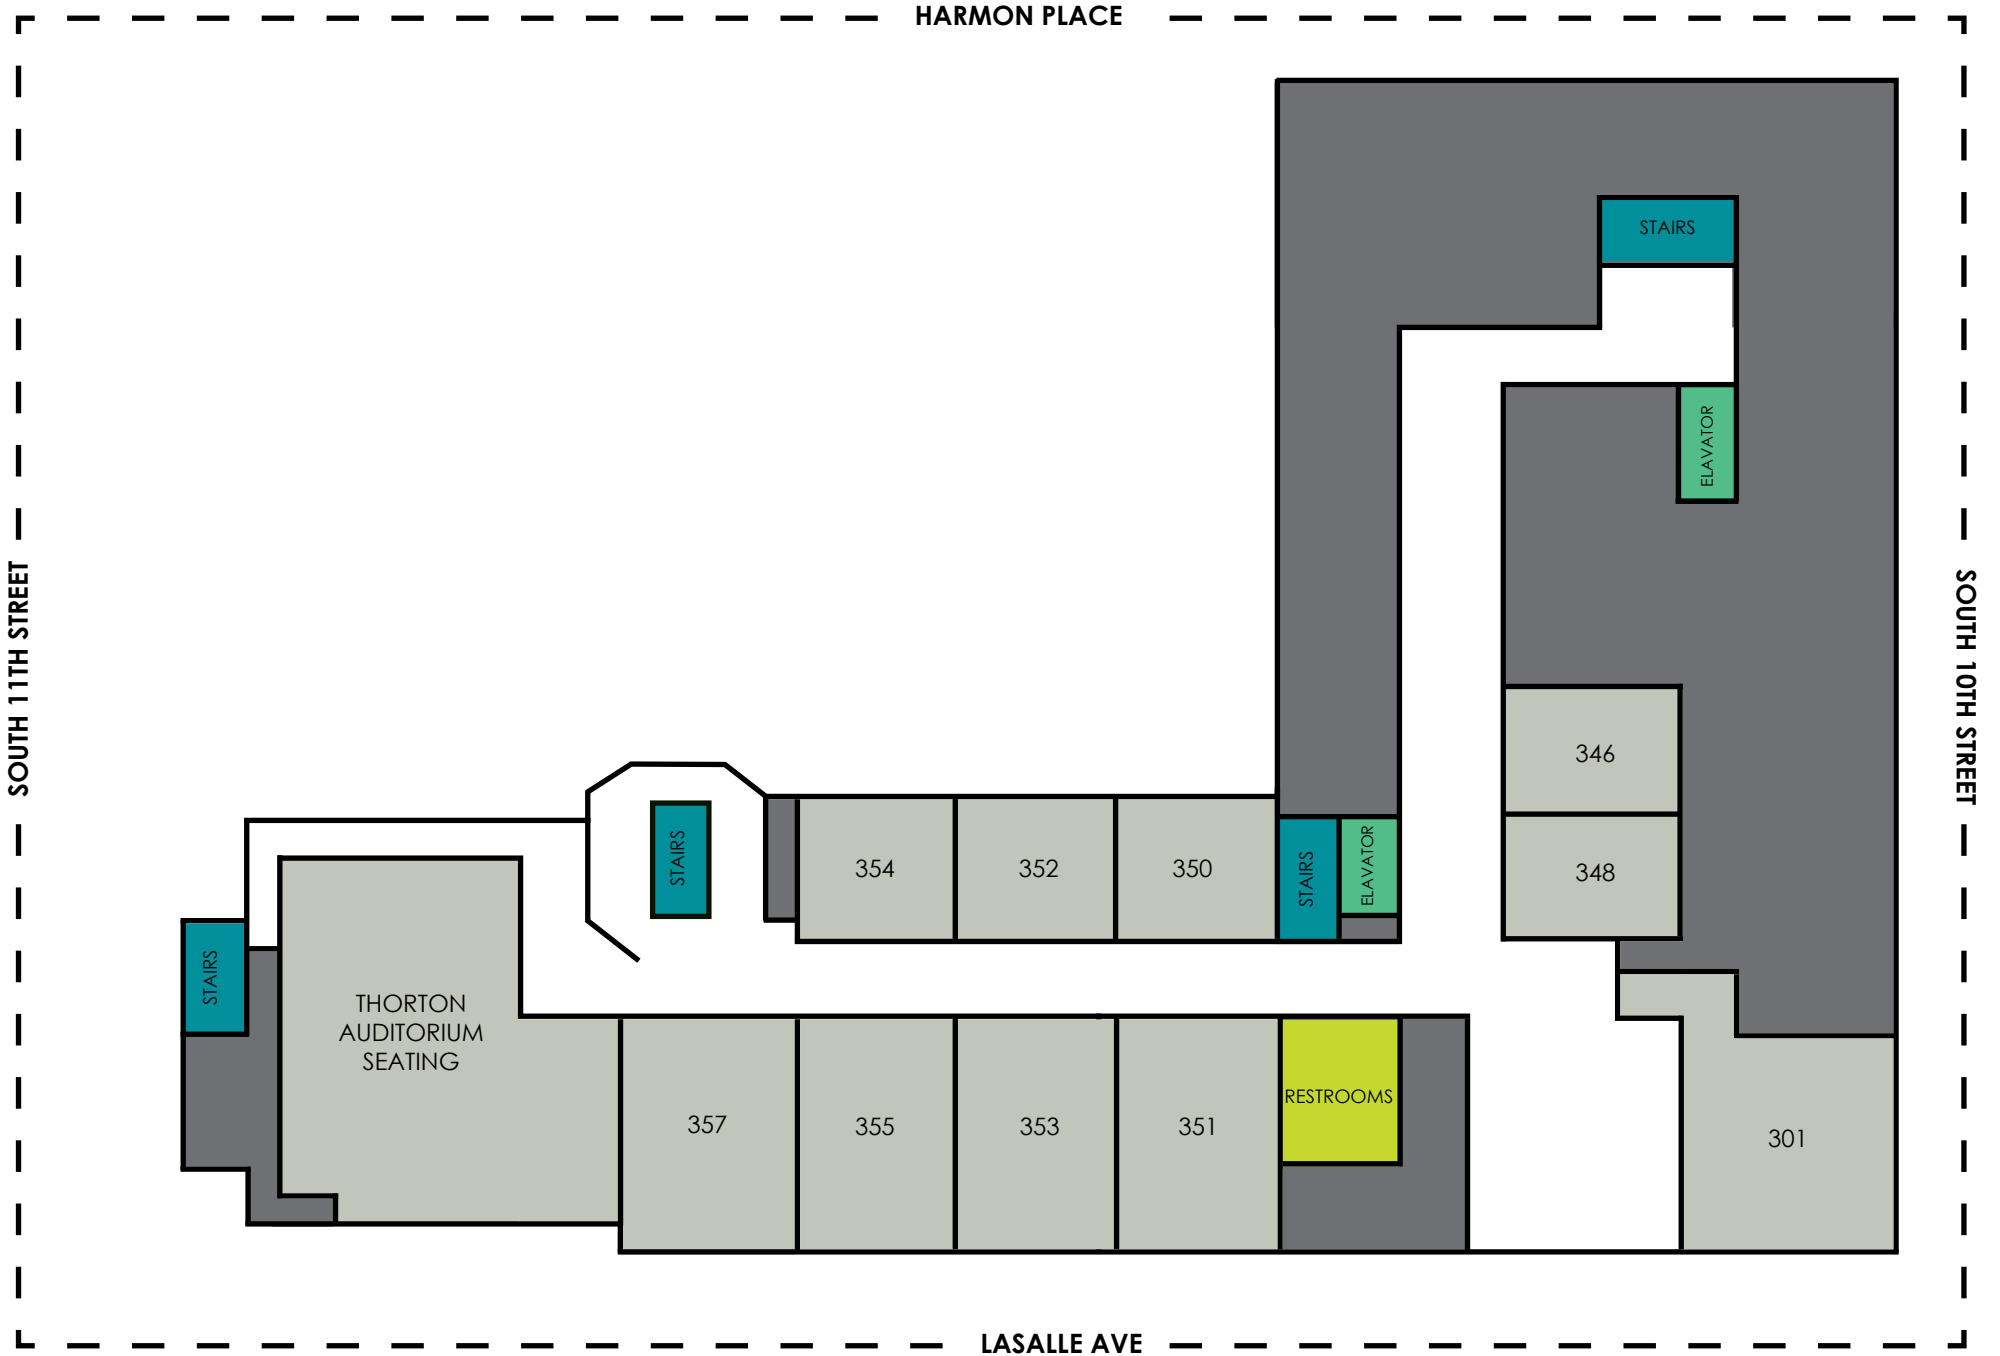 HARMON PLACE
STAIRS
ELAVATOR
SOUTH 11TH STREET
SOUTH 10TH STREET
346
STAIRS
354
352
350
STAIRS
ELAVATOR
348
STAIRS
THORTON
AUDITORIUM
SEATING
357
355
353
351
RESTROOMS
301
LASALLE AVE